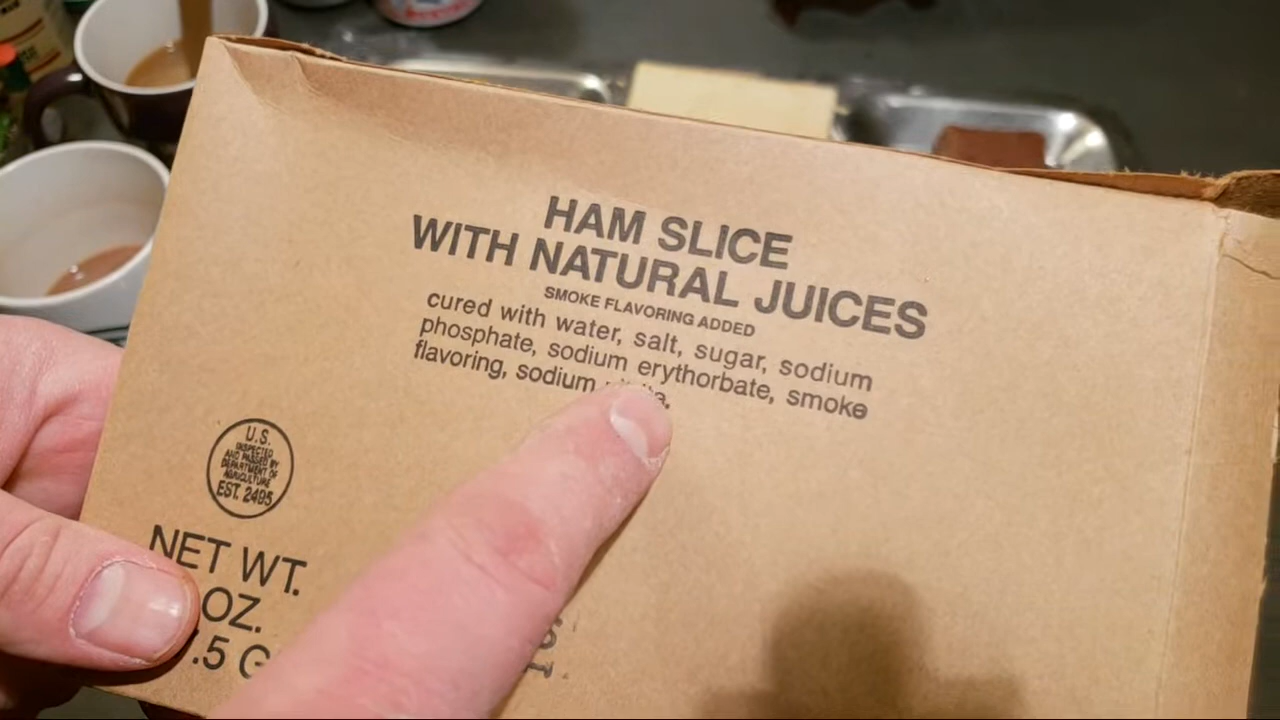 HAM SLICE
WITH NATURAL JUICES
SMOKE FLAVORING ADDED
cured with water, salt, sugar, sodium
phosphate, sodium erythorbate, smoke
flavoring, sodium
U.S.
INSPECTED
AND PASSED BY
DEPARTMENT OF
AGRICULTURE
EST. 2495
NET WT.
OZ.
.5 G